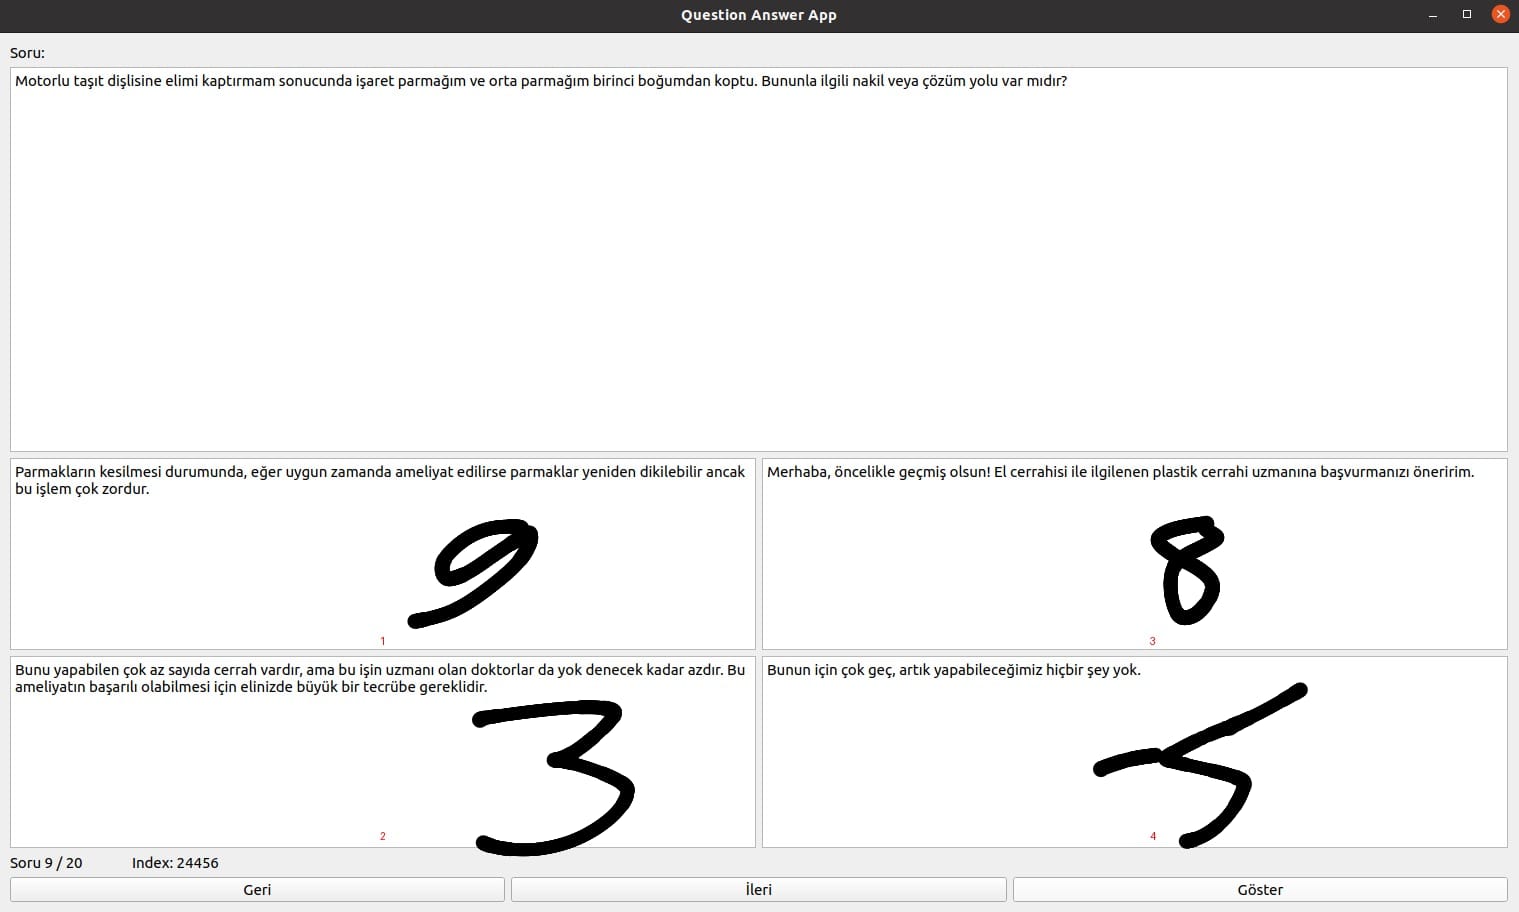 Question Answer App
Soru:
Motorlu taşıt dişlisine elimi kaptırmam sonucunda işaret parmağım ve orta parmağım birinci boğumdan koptu. Bununla ilgili nakil veya çözüm yolu var mıdır?
Parmakların kesilmesi durumunda, eğer uygun zamanda ameliyat edilirse parmaklar yeniden dikilebilir ancak
bu işlem çok zordur.
9
1
Merhaba, öncelikle geçmiş olsun! El cerrahisi ile ilgilenen plastik cerrahi uzmanına başvurmanızı öneririm.
8
3
Bunu yapabilen çok az sayıda cerrah vardır, ama bu işin uzmanı olan doktorlar da yok denecek kadar azdır. Bu
ameliyatın başarılı olabilmesi için elinizde büyük bir tecrübe gereklidir.
3
2
Bunun için çok geç, artık yapabileceğimiz hiçbir şey yok.
4
Soru 9 / 20 Index: 24456
Geri İleri Göster